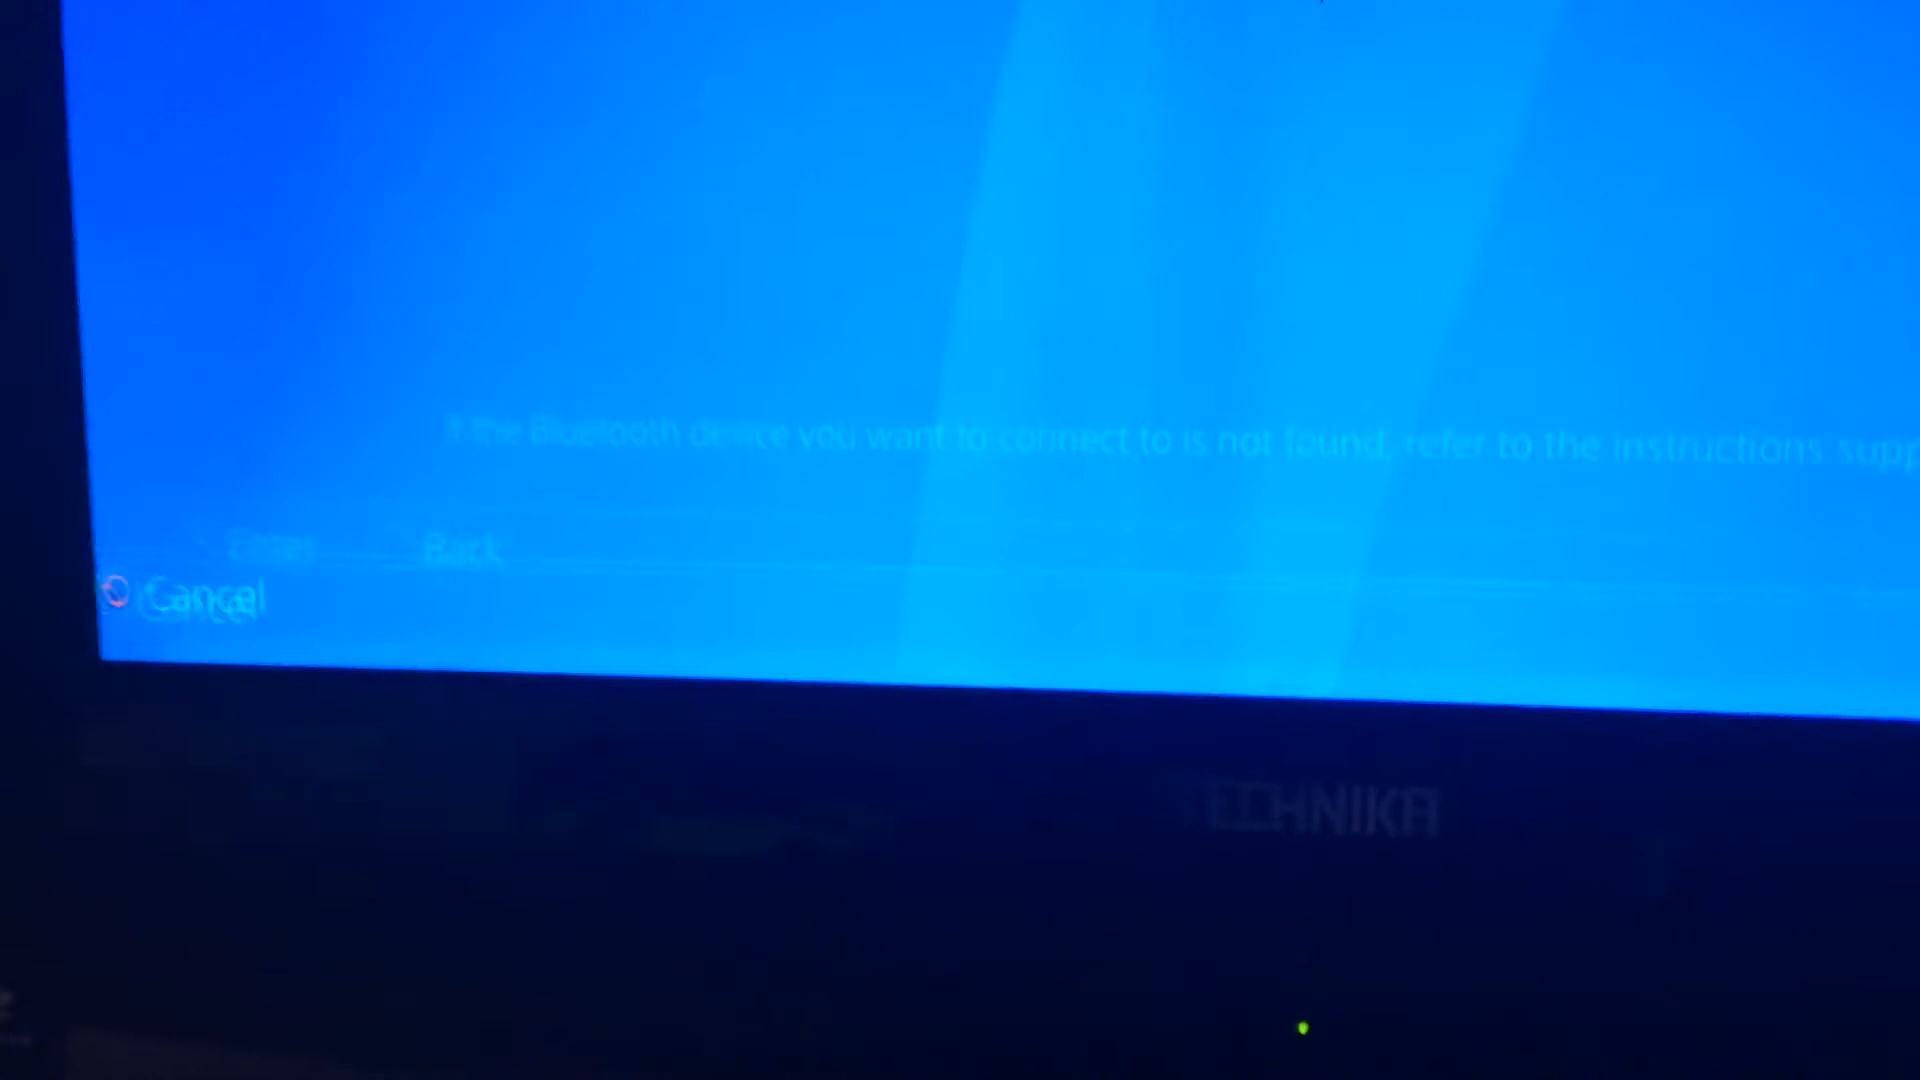 If the Bluetooth device you want to connect to is not found, refer to the instructions supp
Enter Back
Cancel
TECHNIKA